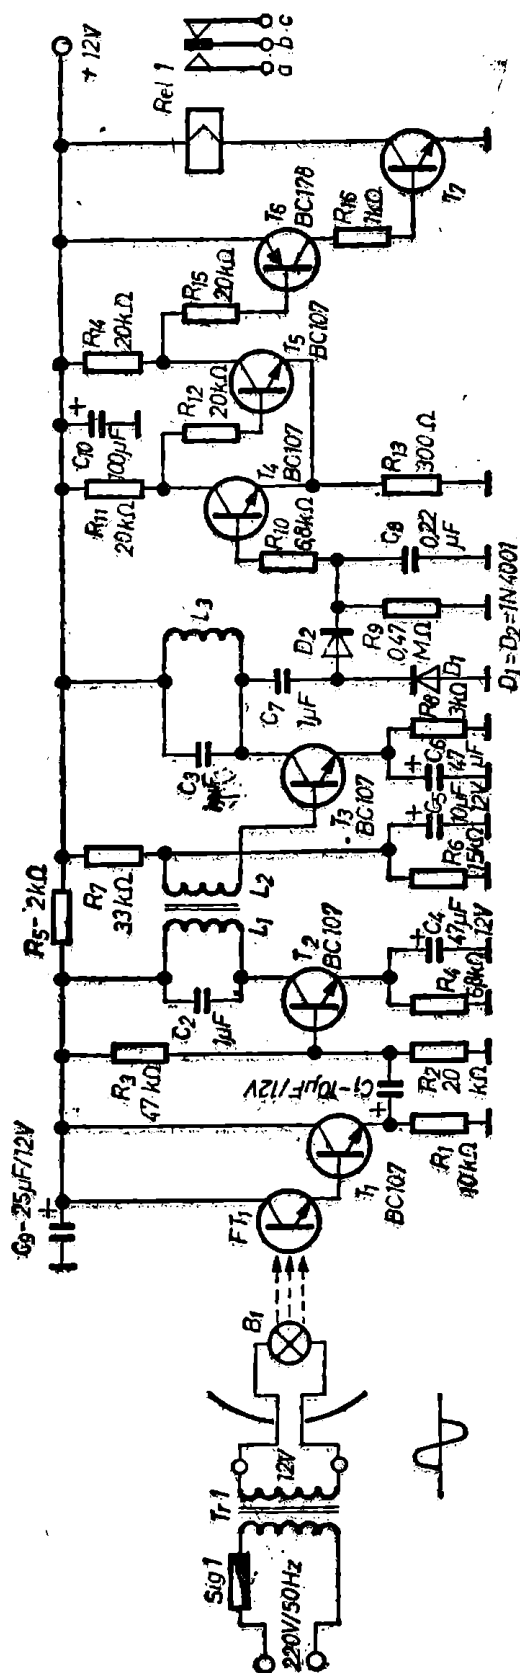 220V/50Hz
Sig1
Tr1
12V
B1
FT1
T1
BC107
R1
10kΩ
C1-10µF/12V
C9-25µF/12V
R3
47kΩ
R2
20
kΩ
C2
1µF
L1
L2
T2
BC107
R4
6,8kΩ
C4
47µF
12V
R5-2kΩ
R7
33kΩ
R6
15kΩ
C5
10µF
12V
C3
T3
BC107
C6
47
µF
R8
3kΩ
L3
C7
1µF
D1
D2
D1=D2=1N4001
R9
0,47
MΩ
C8
0,22
µF
R10
6,8kΩ
R11
20kΩ
T4
BC107
C10
100µF
R12
20kΩ
R13
300Ω
R14
20kΩ
T5
BC107
R15
20kΩ
T6
BC178
R16
1kΩ
T7
Rel 1
a
b
c
+ 12V